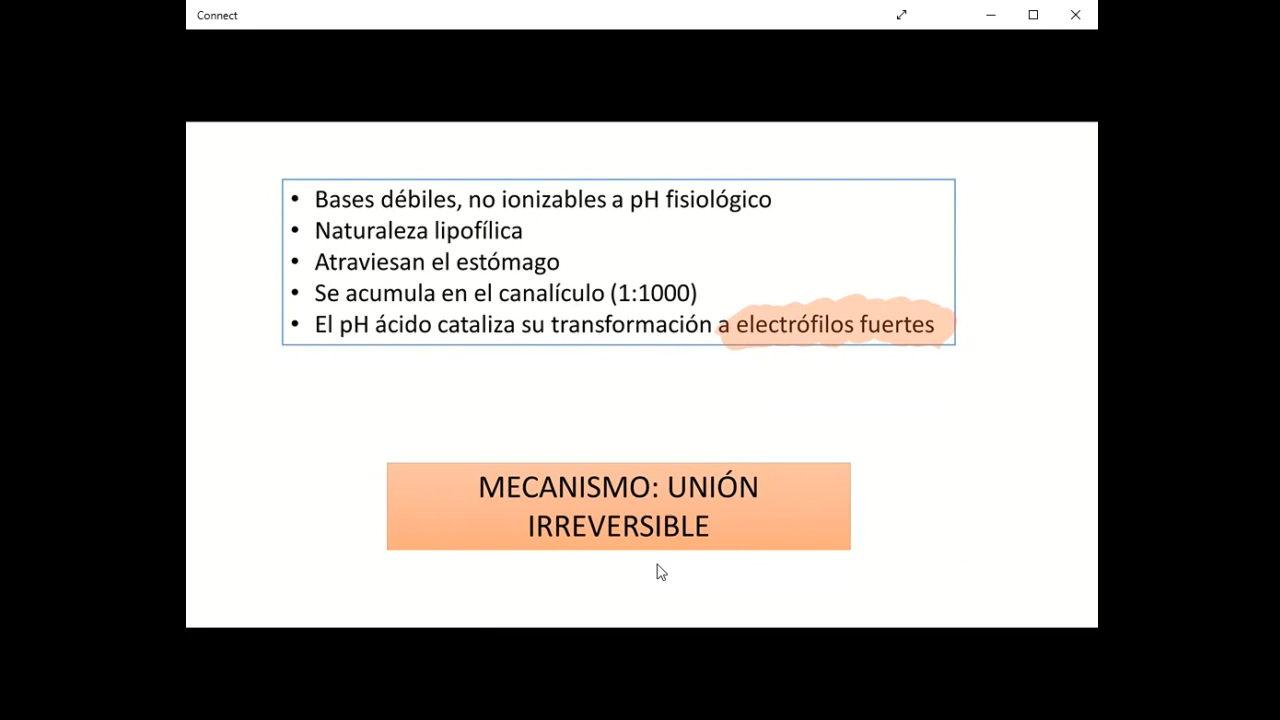 Connect
• Bases débiles, no ionizables a pH fisiológico
• Naturaleza lipofílica
• Atraviesan el estómago
• Se acumula en el canalículo (1:1000)
• El pH ácido cataliza su transformación a electrófilos fuertes
MECANISMO: UNIÓN
IRREVERSIBLE